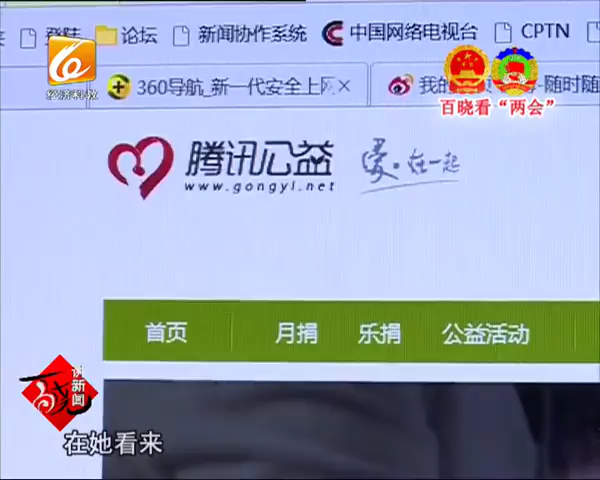 登陆 论坛 新闻协作系统 中国网络电视台 CPTN
经济科教
360导航_新一代安全上网
我的
随时随
百晓看“两会”
腾讯公益
www.gongyi.net
爱·在一起
首页 月捐 乐捐 公益活动
百晓
讲新闻
在她看来